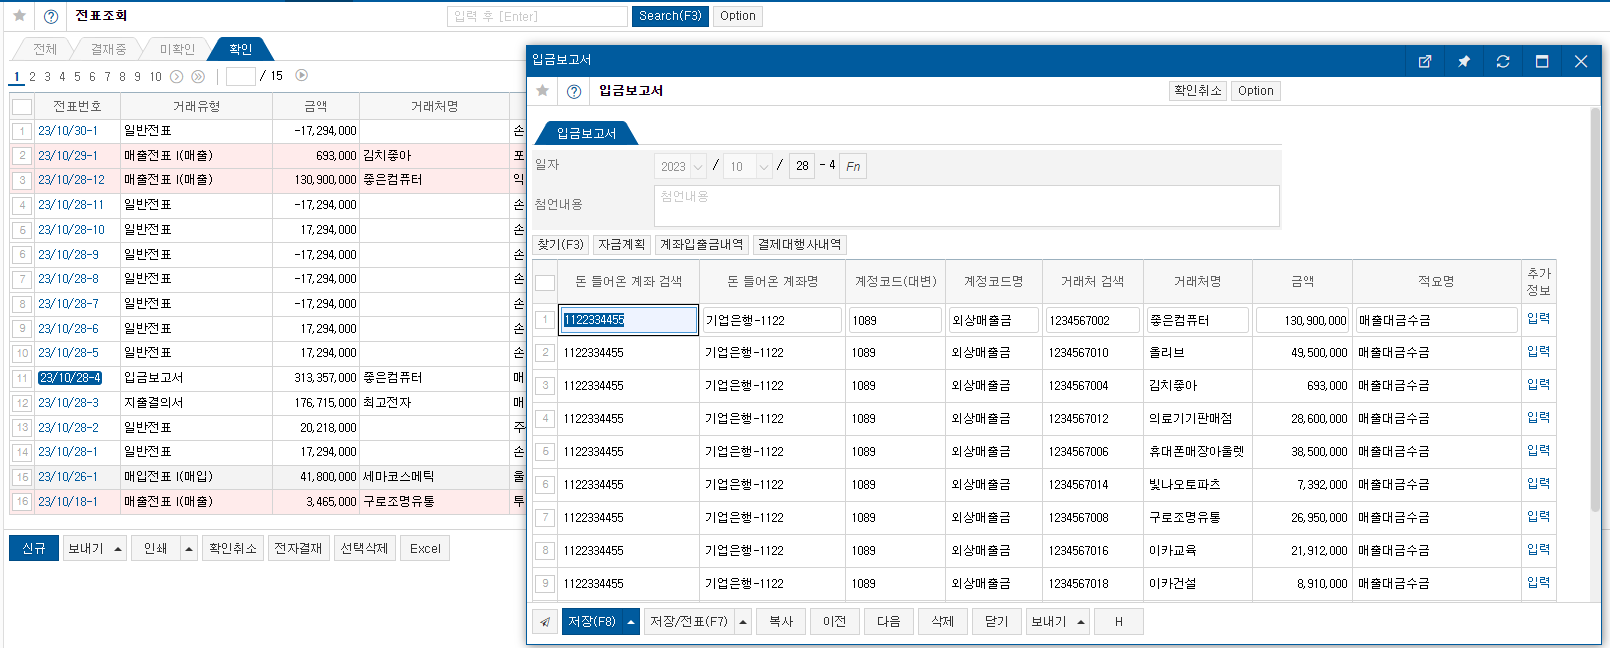 전표조회
입력 후 [Enter]
Search(F3)
Option
전체
결재중
미확인
확인
1 2 3 4 5 6 7 8 9 10 / 15
전표번호 거래유형 금액 거래처명
1 23/10/30-1 일반전표 -17,294,000 손
2 23/10/29-1 매출전표 I(매출) 693,000 김치좋아 포
3 23/10/28-12 매출전표 I(매출) 130,900,000 좋은컴퓨터 익
4 23/10/28-11 일반전표 -17,294,000 손
5 23/10/28-10 일반전표 17,294,000 손
6 23/10/28-9 일반전표 -17,294,000 손
7 23/10/28-8 일반전표 -17,294,000 손
8 23/10/28-7 일반전표 -17,294,000 손
9 23/10/28-6 일반전표 17,294,000 손
10 23/10/28-5 일반전표 17,294,000 손
11 23/10/28-4 입금보고서 313,357,000 좋은컴퓨터 매
12 23/10/28-3 지출결의서 176,715,000 최고전자 매
13 23/10/28-2 일반전표 20,218,000 주
14 23/10/28-1 일반전표 17,294,000 손
15 23/10/26-1 매입전표 I(매입) 41,800,000 세마코스메틱 울
16 23/10/18-1 매출전표 I(매출) 3,465,000 구로조명유통 투
신규 보내기 인쇄 확인취소 전자결재 선택삭제 Excel
입금보고서
입금보고서
확인취소 Option
입금보고서
일자 2023 / 10 / 28 - 4 Fn
첨언내용 첨언내용
찾기(F3) 자금계획 계좌입출금내역 결제대행사내역
돈 들어온 계좌 검색 돈 들어온 계좌명 계정코드(대변) 계정코드명 거래처 검색 거래처명 금액 적요명 추가
정보
1 1122334455 기업은행-1122 1089 외상매출금 1234567002 좋은컴퓨터 130,900,000 매출대금수금 입력
2 1122334455 기업은행-1122 1089 외상매출금 1234567010 올리브 49,500,000 매출대금수금 입력
3 1122334455 기업은행-1122 1089 외상매출금 1234567004 김치좋아 693,000 매출대금수금 입력
4 1122334455 기업은행-1122 1089 외상매출금 1234567012 의료기기판매점 28,600,000 매출대금수금 입력
5 1122334455 기업은행-1122 1089 외상매출금 1234567006 휴대폰매장아울렛 38,500,000 매출대금수금 입력
6 1122334455 기업은행-1122 1089 외상매출금 1234567014 빛나오토파츠 7,392,000 매출대금수금 입력
7 1122334455 기업은행-1122 1089 외상매출금 1234567008 구로조명유통 26,950,000 매출대금수금 입력
8 1122334455 기업은행-1122 1089 외상매출금 1234567016 이카교육 21,912,000 매출대금수금 입력
9 1122334455 기업은행-1122 1089 외상매출금 1234567018 이카건설 8,910,000 매출대금수금 입력
저장(F8) 저장/전표(F7) 복사 이전 다음 삭제 닫기 보내기 H